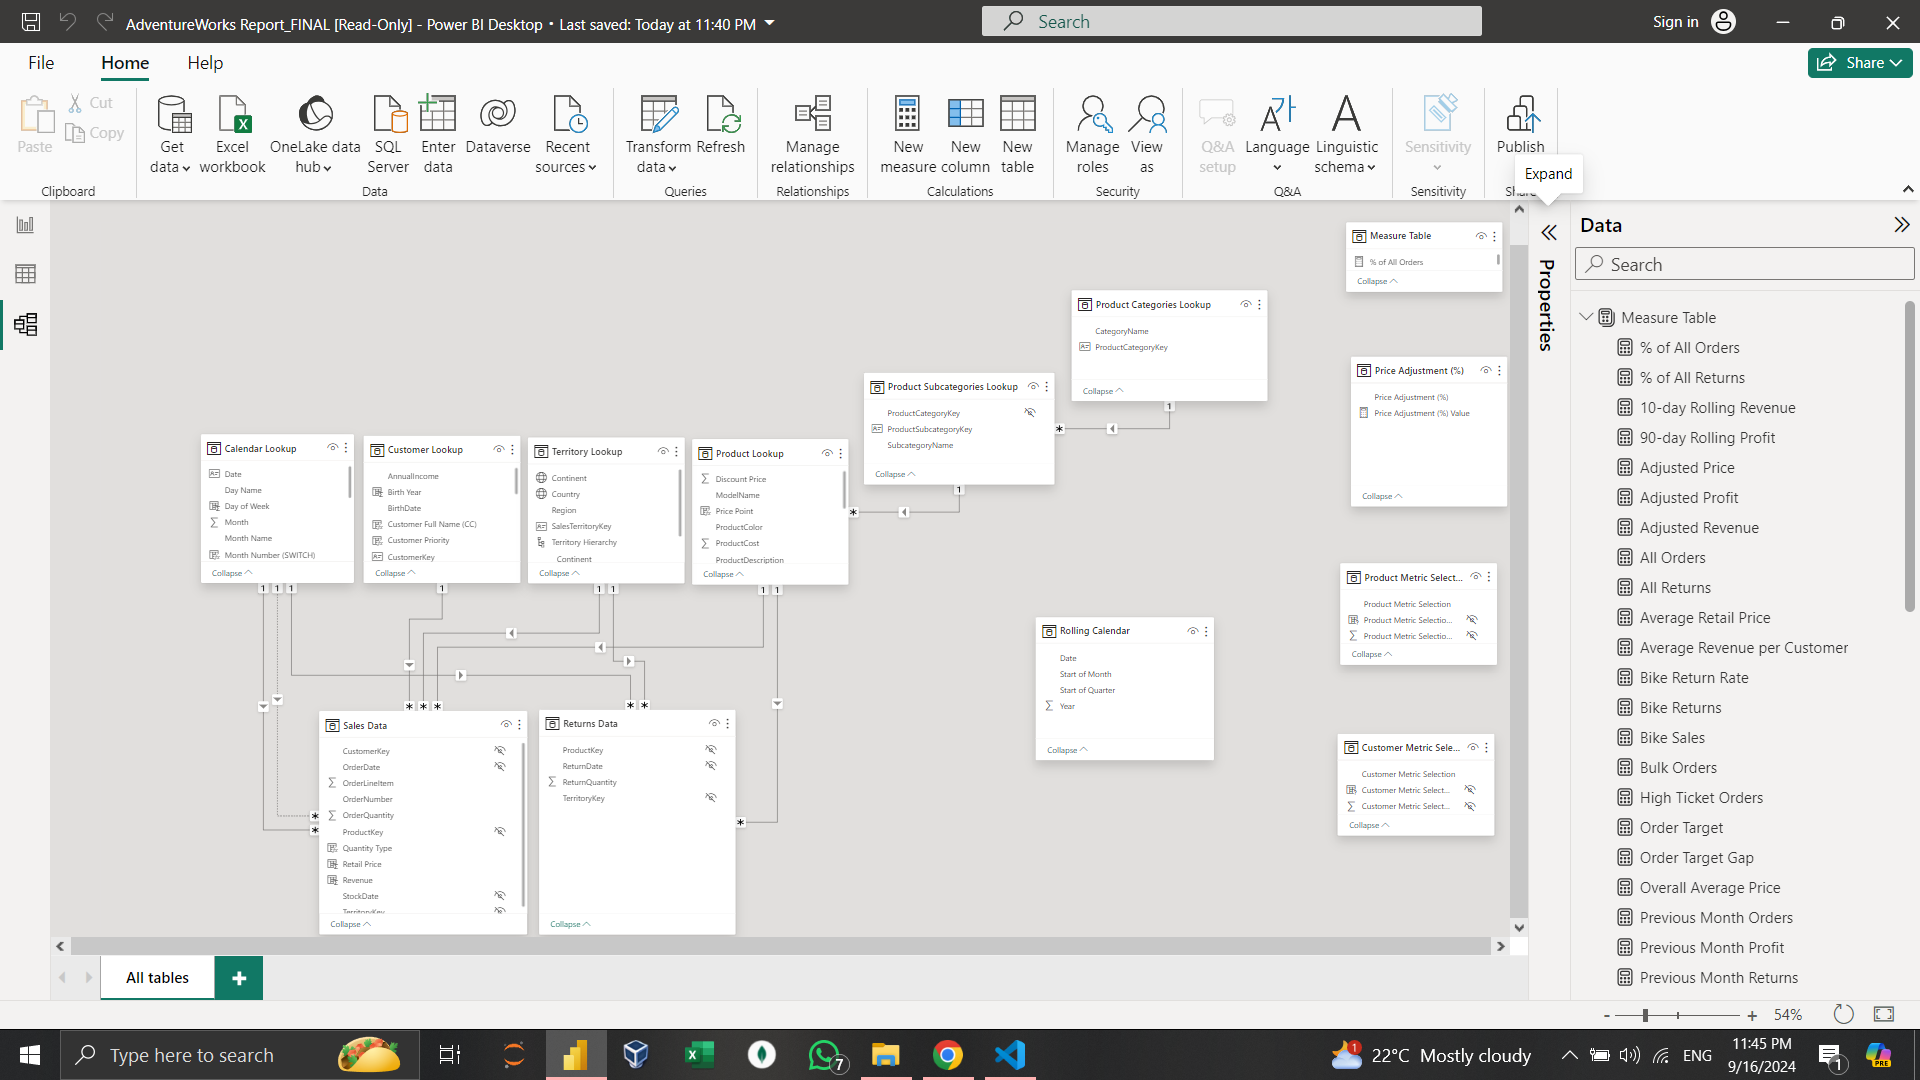 AdventureWorks Report_FINAL [Read-Only] - Power BI Desktop • Last saved: Today at 11:40 PM
Search
Sign in
File
Home
Help
Share
Paste
Cut
Copy
Clipboard
Get data
Excel workbook
OneLake data hub
SQL Server
Enter data
Dataverse
Recent sources
Data
Transform data
Refresh
Queries
Manage relationships
Relationships
New measure
New column
New table
Calculations
Manage roles
View as
Security
Q&A setup
Language
Linguistic schema
Q&A
Sensitivity
Sensitivity
Publish
Expand
Measure Table
% of All Orders
Collapse
Product Categories Lookup
CategoryName
ProductCategoryKey
Collapse
Price Adjustment (%)
Price Adjustment (%)
Price Adjustment (%) Value
Collapse
Product Subcategories Lookup
ProductCategoryKey
ProductSubcategoryKey
SubcategoryName
Collapse
Calendar Lookup
Date
Day Name
Day of Week
Month
Month Name
Month Number (SWITCH)
Collapse
Customer Lookup
AnnualIncome
Birth Year
BirthDate
Customer Full Name (CC)
Customer Priority
CustomerKey
Collapse
Territory Lookup
Continent
Country
Region
SalesTerritoryKey
Territory Hierarchy
Continent
Collapse
Product Lookup
Discount Price
ModelName
Price Point
ProductColor
ProductCost
ProductDescription
Collapse
Product Metric Select...
Product Metric Selection
Product Metric Selectio...
Product Metric Selectio...
Collapse
Rolling Calendar
Date
Start of Month
Start of Quarter
Year
Collapse
Sales Data
CustomerKey
OrderDate
OrderLineItem
OrderNumber
OrderQuantity
ProductKey
Quantity Type
Retail Price
Revenue
StockDate
TerritoryKey
Collapse
Returns Data
ProductKey
ReturnDate
ReturnQuantity
TerritoryKey
Collapse
Customer Metric Sele...
Customer Metric Selection
Customer Metric Select...
Customer Metric Select...
Collapse
Properties
Data
Search
Measure Table
% of All Orders
% of All Returns
10-day Rolling Revenue
90-day Rolling Profit
Adjusted Price
Adjusted Profit
Adjusted Revenue
All Orders
All Returns
Average Retail Price
Average Revenue per Customer
Bike Return Rate
Bike Returns
Bike Sales
Bulk Orders
High Ticket Orders
Order Target
Order Target Gap
Overall Average Price
Previous Month Orders
Previous Month Profit
Previous Month Returns
All tables
+
- + 54%
Type here to search
7
1
22°C Mostly cloudy
ENG
11:45 PM
9/16/2024
1
PRE